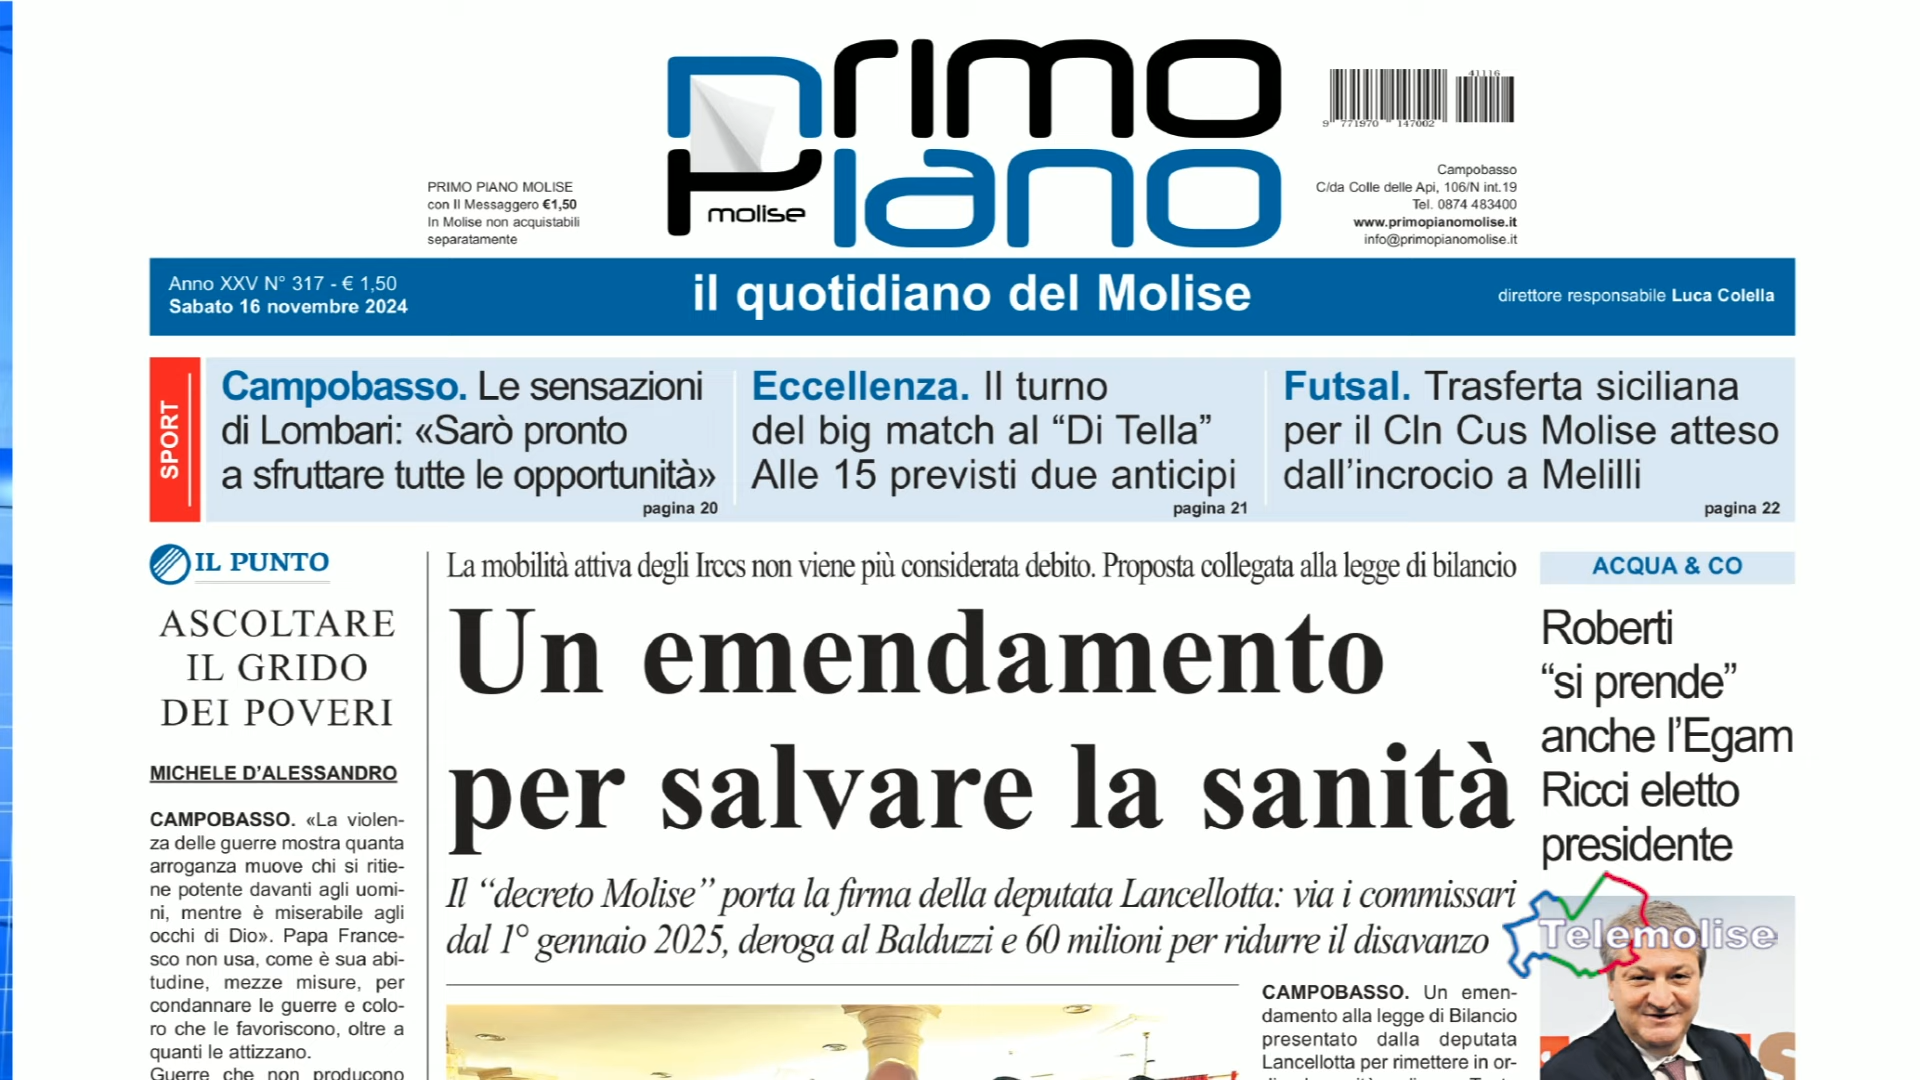 PRIMO
PIANO
molise
PRIMO PIANO MOLISE
con Il Messaggero €1,50
In Molise non acquistabili
separatamente
41116
9 771970 147002
Campobasso
C/da Colle delle Api, 106/N int.19
Tel. 0874 483400
www.primopianomolise.it
info@primopianomolise.it
Anno XXV N° 317 - € 1,50
Sabato 16 novembre 2024
il quotidiano del Molise
direttore responsabile Luca Colella
SPORT
Campobasso. Le sensazioni
di Lombari: «Sarò pronto
a sfruttare tutte le opportunità»
pagina 20
Eccellenza. Il turno
del big match al “Di Tella”
Alle 15 previsti due anticipi
pagina 21
Futsal. Trasferta siciliana
per il Cln Cus Molise atteso
dall’incrocio a Melilli
pagina 22
IL PUNTO
ASCOLTARE
IL GRIDO
DEI POVERI
MICHELE D’ALESSANDRO
CAMPOBASSO. «La violen-
za delle guerre mostra quanta
arroganza muove chi si ritie-
ne potente davanti agli uomi-
ni, mentre è miserabile agli
occhi di Dio». Papa France-
sco non usa, come è sua abi-
tudine, mezze misure, per
condannare le guerre e colo-
ro che le favoriscono, oltre a
quanti le attizzano.
Guerre che non producono
La mobilità attiva degli Irccs non viene più considerata debito. Proposta collegata alla legge di bilancio
Un emendamento
per salvare la sanità
Il “decreto Molise” porta la firma della deputata Lancellotta: via i commissari
dal 1° gennaio 2025, deroga al Balduzzi e 60 milioni per ridurre il disavanzo
CAMPOBASSO. Un emen-
damento alla legge di Bilancio
presentato dalla deputata
Lancellotta per rimettere in or-
ACQUA & CO
Roberti
“si prende”
anche l’Egam
Ricci eletto
presidente
Telemolise